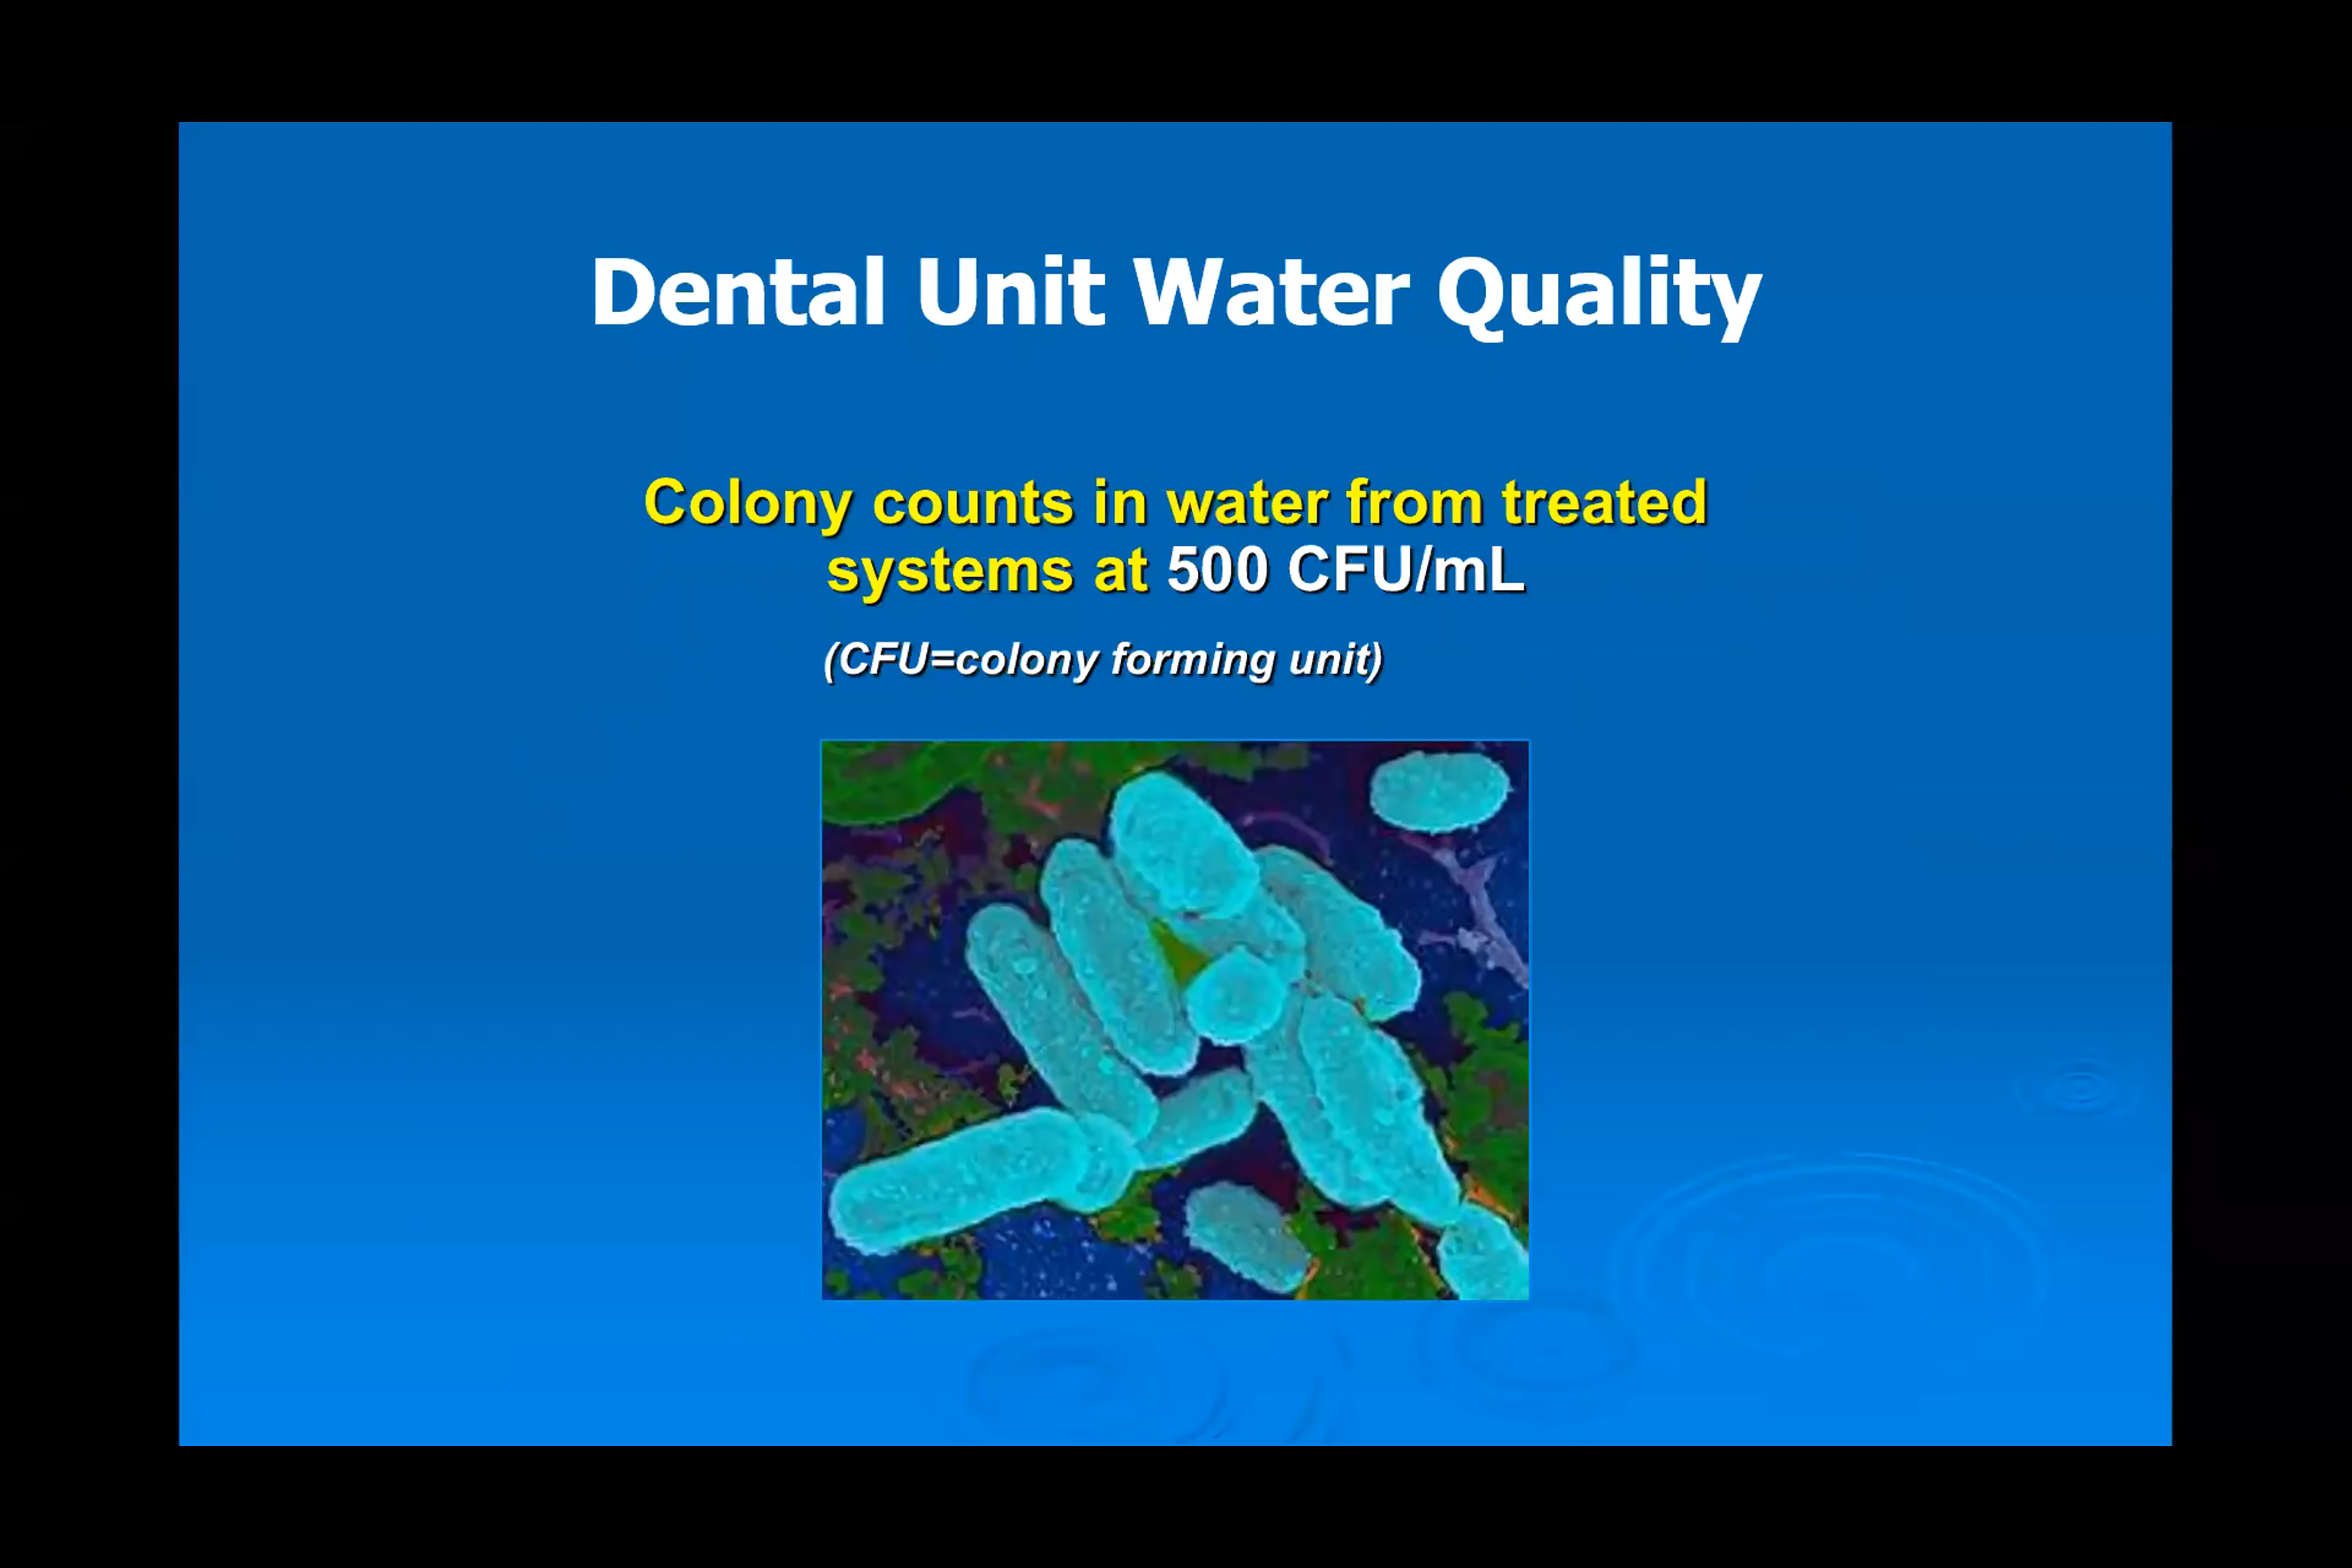 Dental Unit Water Quality
Colony counts in water from treated
systems at 500 CFU/mL
(CFU=colony forming unit)